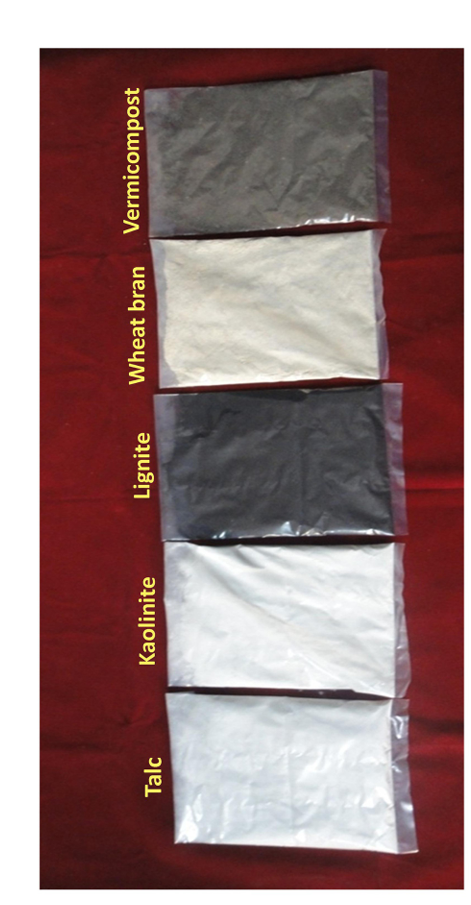 Vermicompost
Wheat bran
Lignite
Kaolinite
Talc